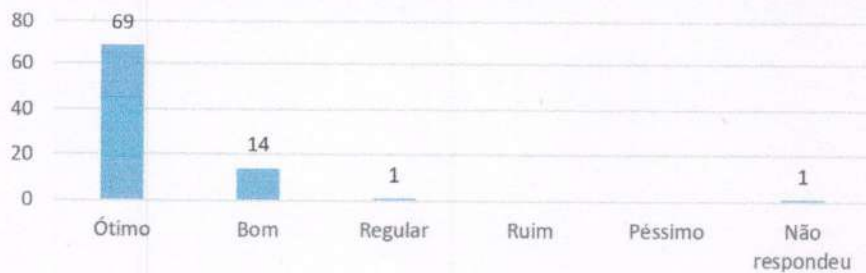 80
69
60
40
20
14
1
1
0
Ótimo
Bom
Regular
Ruim
Péssimo
Não
respondeu